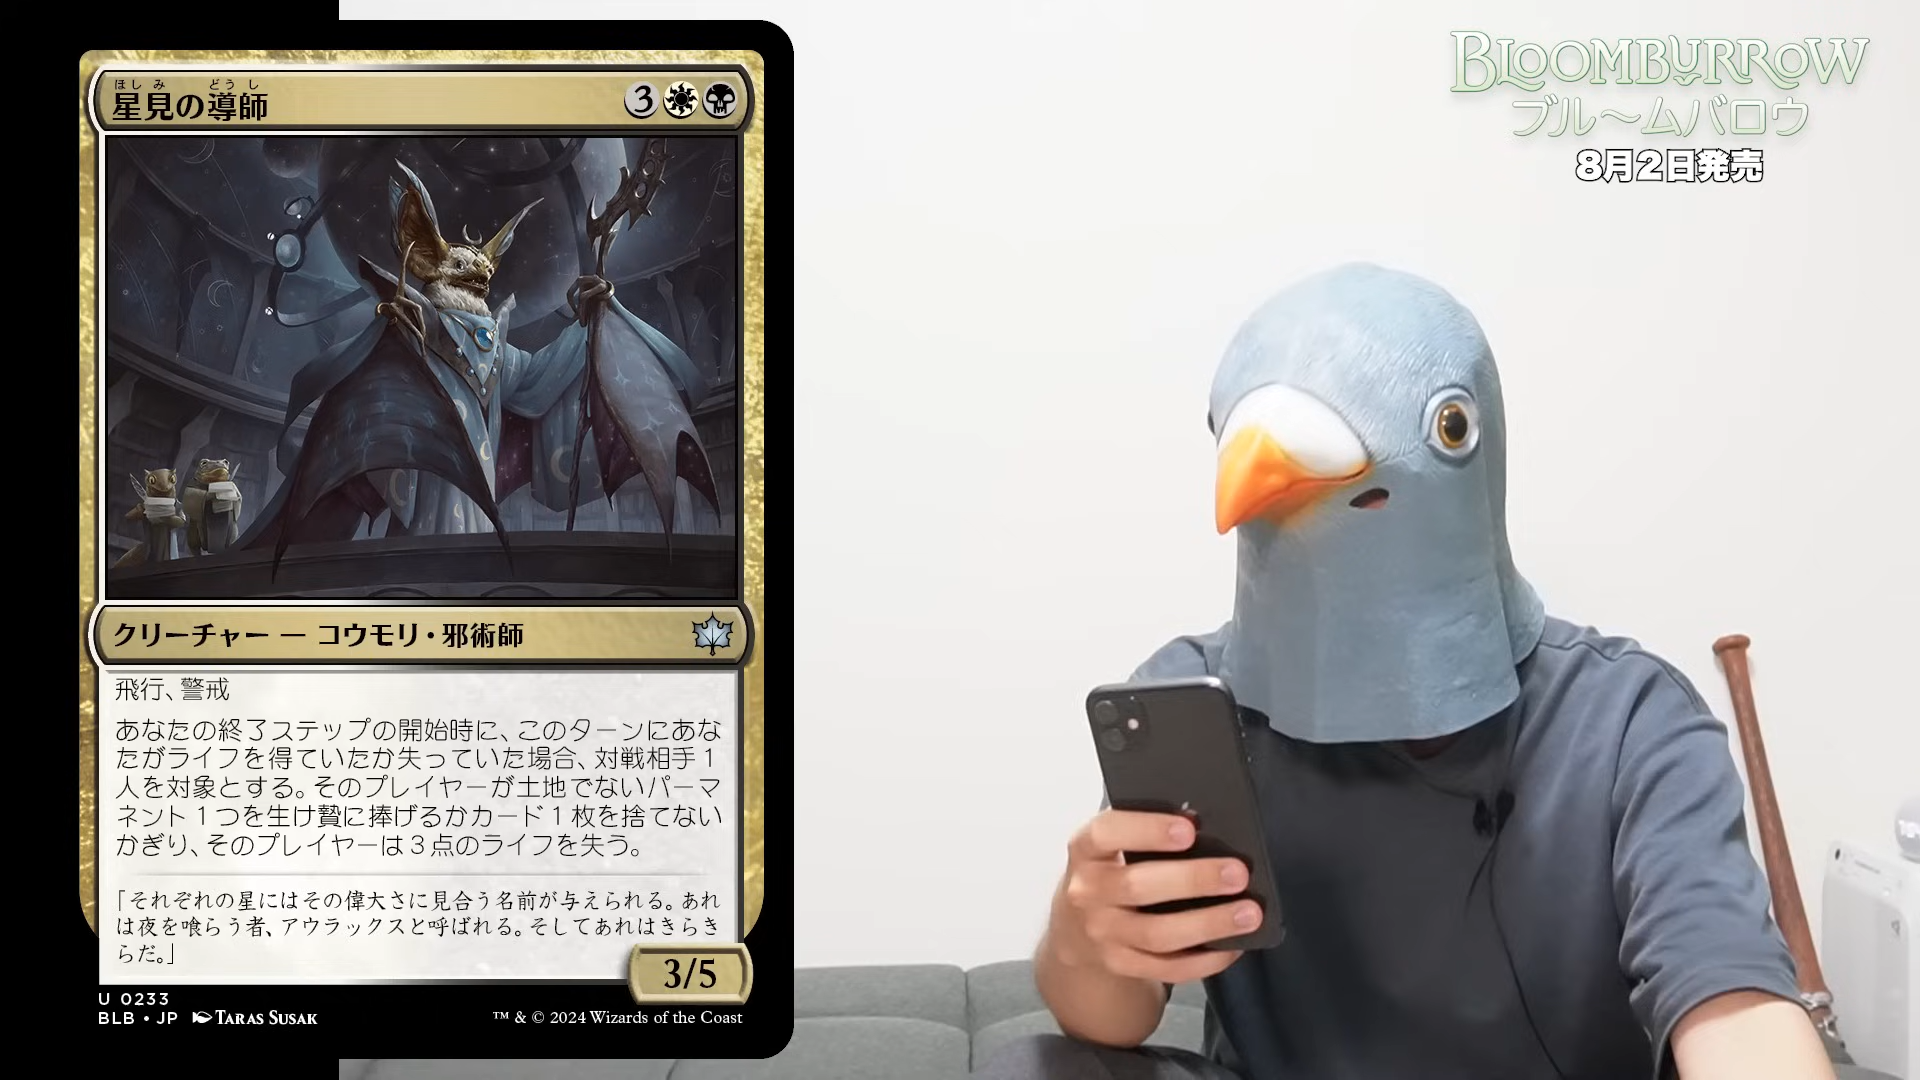 ほしみ どうし
星見の導師
3
クリーチャー — コウモリ・邪術師
飛行、警戒
あなたの終了ステップの開始時に、このターンにあな
たがライフを得ていたか失っていた場合、対戦相手１
人を対象とする。そのプレイヤーが土地でないパーマ
ネント１つを生け贄に捧げるかカード１枚を捨てない
かぎり、そのプレイヤーは３点のライフを失う。
「それぞれの星にはその偉大さに見合う名前が与えられる。あれ
は夜を喰らう者、アウラックスと呼ばれる。そしてあれはきらき
らだ。」
3/5
U 0233
BLB • JP TARAS SUSAK
™ & © 2024 Wizards of the Coast
BLOOMBURROW
ブルームバロウ
8月2日発売